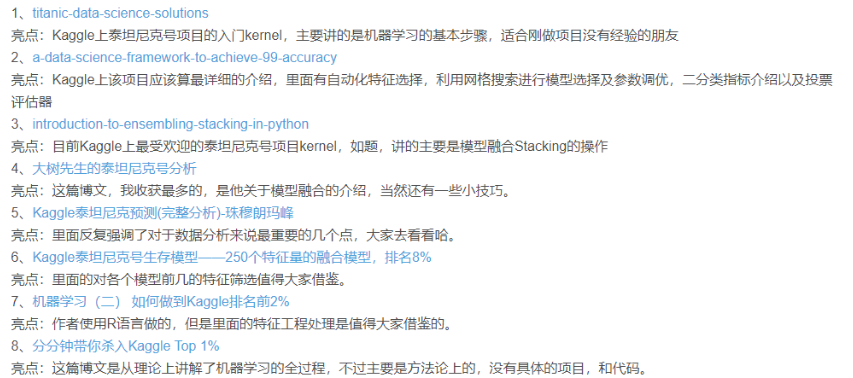 1、titanic-data-science-solutions
亮点：Kaggle上泰坦尼克号项目的入门kernel，主要讲的是机器学习的基本步骤，适合刚做项目没有经验的朋友
2、a-data-science-framework-to-achieve-99-accuracy
亮点：Kaggle上该项目应该算最详细的介绍，里面有自动化特征选择，利用网格搜索进行模型选择及参数调优，二分类指标介绍以及投票
评估器
3、introduction-to-ensembling-stacking-in-python
亮点：目前Kaggle上最受欢迎的泰坦尼克号项目kernel，如题，讲的主要是模型融合Stacking的操作
4、大树先生的泰坦尼克号分析
亮点：这篇博文，我收获最多的，是他关于模型融合的介绍，当然还有一些小技巧。
5、Kaggle泰坦尼克预测(完整分析)-珠穆朗玛峰
亮点：里面反复强调了对于数据分析来说最重要的几个点，大家去看看哈。
6、Kaggle泰坦尼克号生存模型——250个特征量的融合模型，排名8%
亮点：里面的对各个模型前几的特征筛选值得大家借鉴。
7、机器学习（二） 如何做到Kaggle排名前2%
亮点：作者使用R语言做的，但是里面的特征工程处理是值得大家借鉴的。
8、分分钟带你杀入Kaggle Top 1%
亮点：这篇博文是从理论上讲解了机器学习的全过程，不过主要是方法论上的，没有具体的项目，和代码。